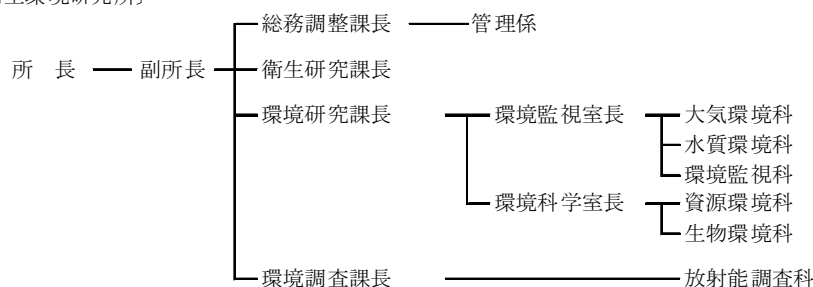 総務調整課長 管理係
所 長 副所長 衛生研究課長
環境研究課長 環境監視室長 大気環境科
水質環境科
環境監視科
環境科学室長 資源環境科
生物環境科
環境調査課長 放射能調査科